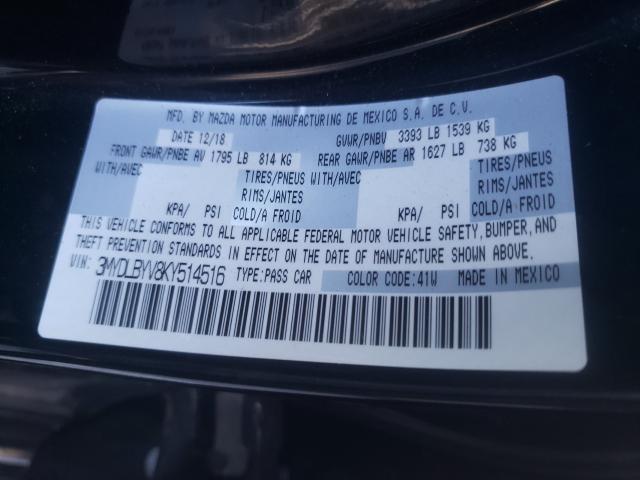 MFD. BY MAZDA MOTOR MANUFACTURING DE MEXICO S.A. DE C.V.
DATE 12/18 GVWR/PNBV 3393 LB 1539 KG
FRONT GAWR/PNBE AV 1795 LB 814 KG REAR GAWR/PNBE AR 1627 LB 738 KG
WITH/AVEC TIRES/PNEUS WITH/AVEC TIRES/PNEUS
RIMS/JANTES RIMS/JANTES
KPA/ PSI COLD/A FROID KPA/ PSI COLD/A FROID
THIS VEHICLE CONFORMS TO ALL APPLICABLE FEDERAL MOTOR VEHICLE SAFETY, BUMPER, AND
THEFT PREVENTION STANDARDS IN EFFECT ON THE DATE OF MANUFACTURE SHOWN ABOVE.
VIN: 3MYDLBYV8KY514516 TYPE:PASS CAR COLOR CODE:41W MADE IN MEXICO